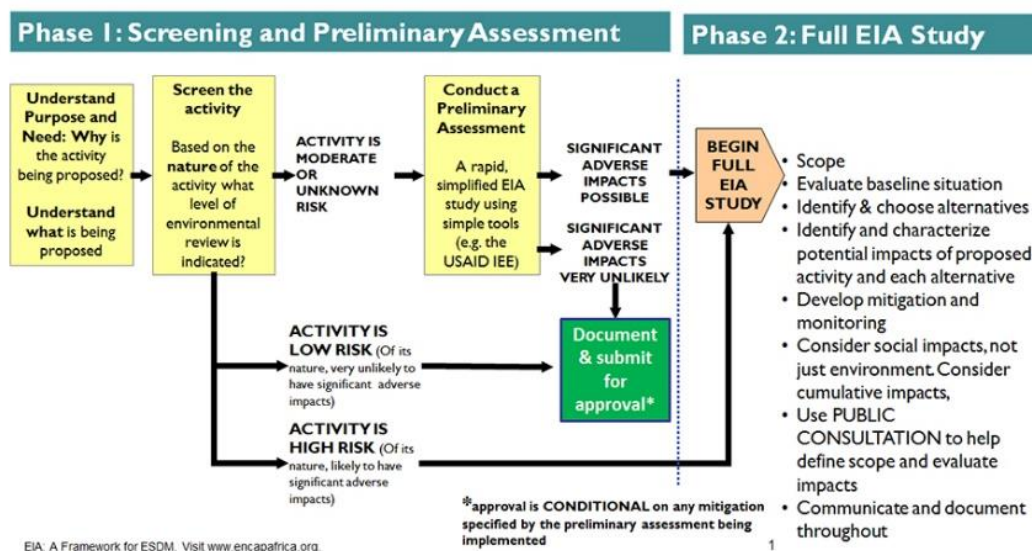 Phase 1: Screening and Preliminary Assessment
Phase 2: Full EIA Study
Understand
Purpose and
Need: Why is
the activity
being proposed?
Understand
what is being
proposed
Screen the
activity
Based on the
nature of the
activity what
level of
environmental
review is
indicated?
ACTIVITY IS
MODERATE
OR
UNKNOWN
RISK
Conduct a
Preliminary
Assessment
A rapid,
simplified EIA
study using
simple tools
(e.g. the
USAID IEE)
SIGNIFICANT
ADVERSE
IMPACTS
POSSIBLE
SIGNIFICANT
ADVERSE
IMPACTS
VERY UNLIKELY
ACTIVITY IS
LOW RISK (Of its
nature, very unlikely to
have significant adverse
impacts)
Document
& submit
for
approval*
ACTIVITY IS
HIGH RISK (Of its
nature, likely to have
significant adverse
impacts)
*approval is CONDITIONAL on any mitigation
specified by the preliminary assessment being
implemented
BEGIN
FULL
EIA
STUDY
• Scope
• Evaluate baseline situation
• Identify & choose alternatives
• Identify and characterize
potential impacts of proposed
activity and each alternative
• Develop mitigation and
monitoring
• Consider social impacts, not
just environment. Consider
cumulative impacts,
• Use PUBLIC
CONSULTATION to help
define scope and evaluate
impacts
• Communicate and document
throughout
EIA: A Framework for ESDM. Visit www.encapafrica.org.
1